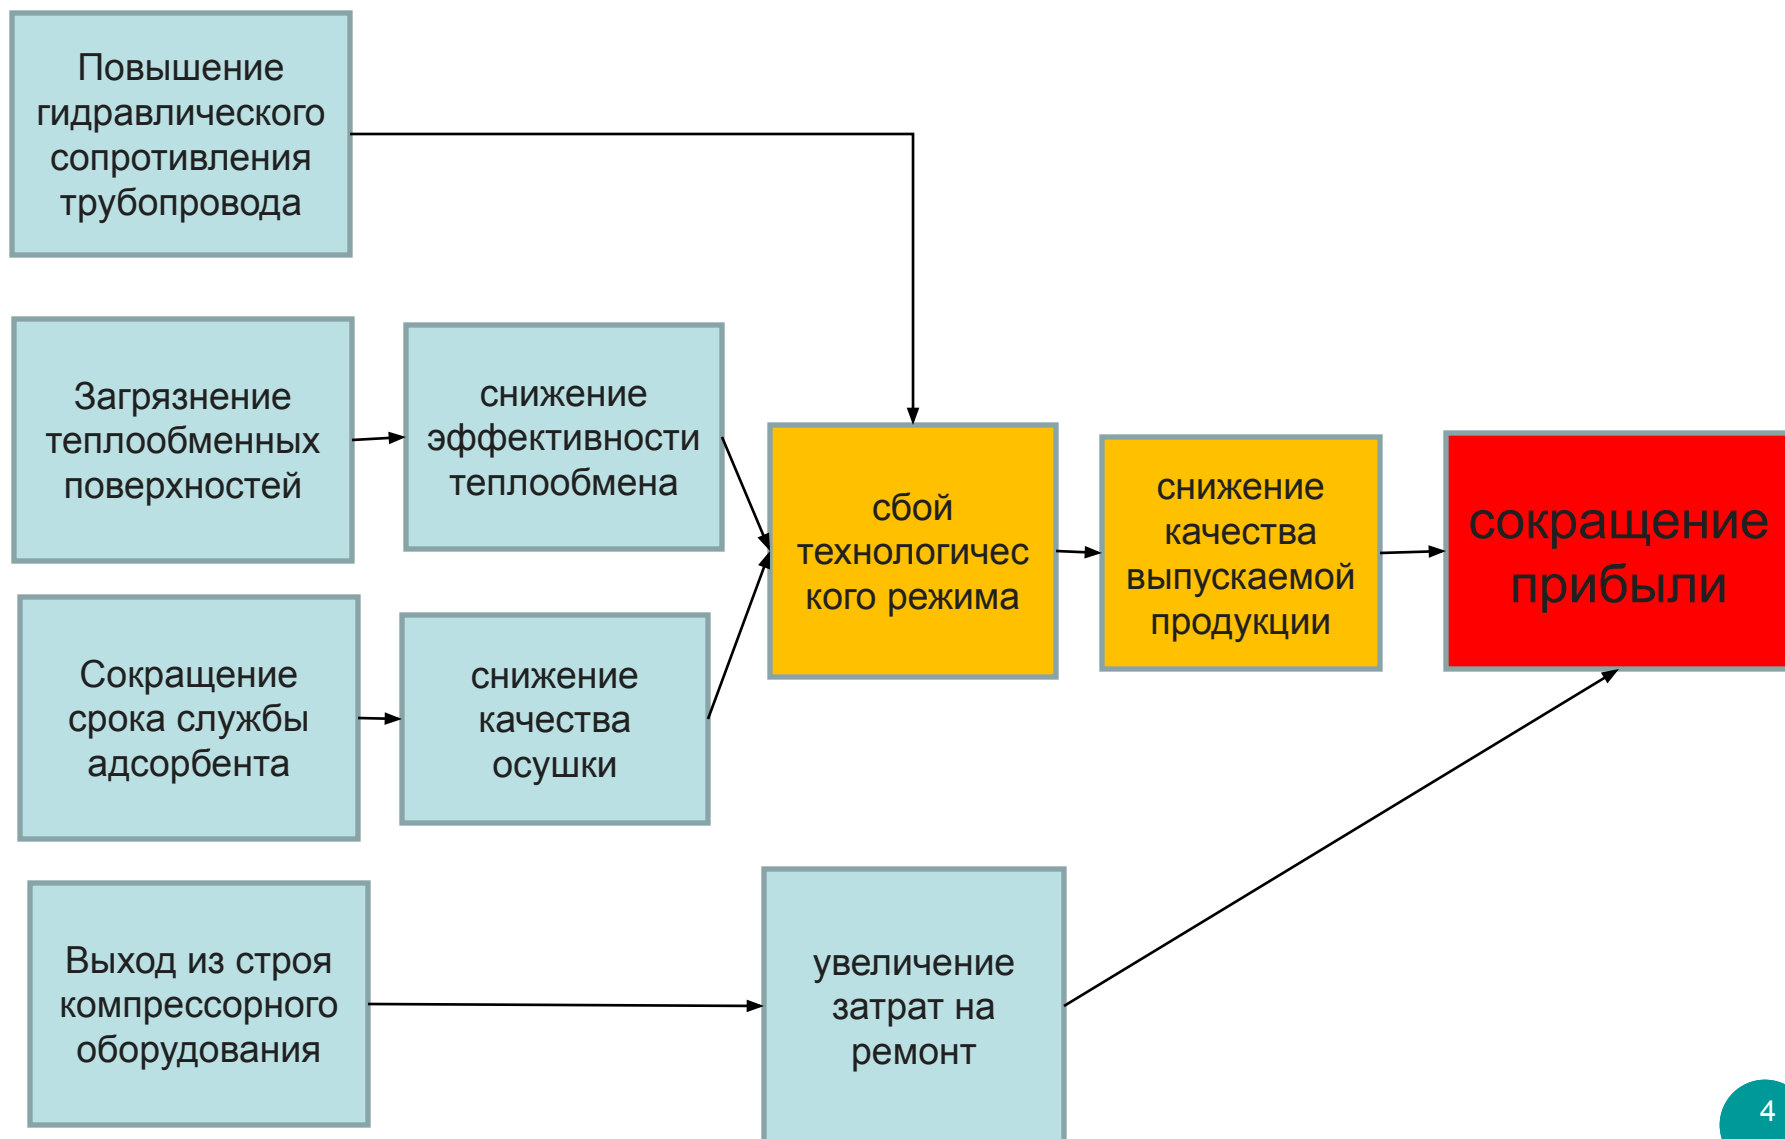 Повышение
гидравлического
сопротивления
трубопровода
Загрязнение
теплообменных
поверхностей
снижение
эффективности
теплообмена
сбой
технологичес
кого режима
снижение
качества
выпускаемой
продукции
сокращение
прибыли
Сокращение
срока службы
адсорбента
снижение
качества
осушки
Выход из строя
компрессорного
оборудования
увеличение
затрат на
ремонт
4